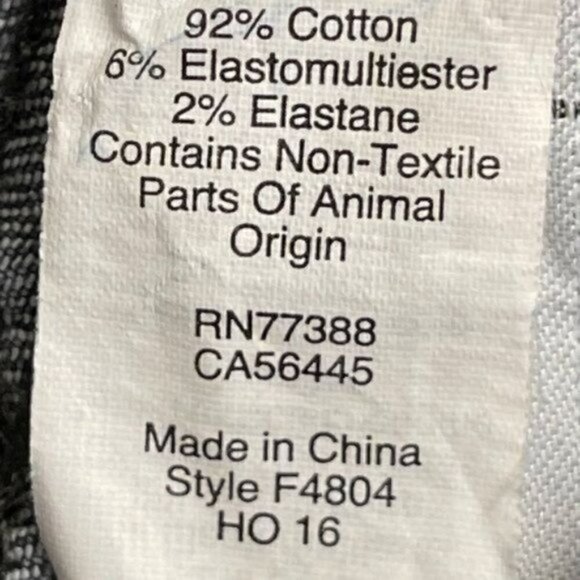 92% Cotton
6% Elastomultiester
2% Elastane
Contains Non-Textile
Parts Of Animal
Origin
RN77388
CA56445
Made in China
Style F4804
HO 16